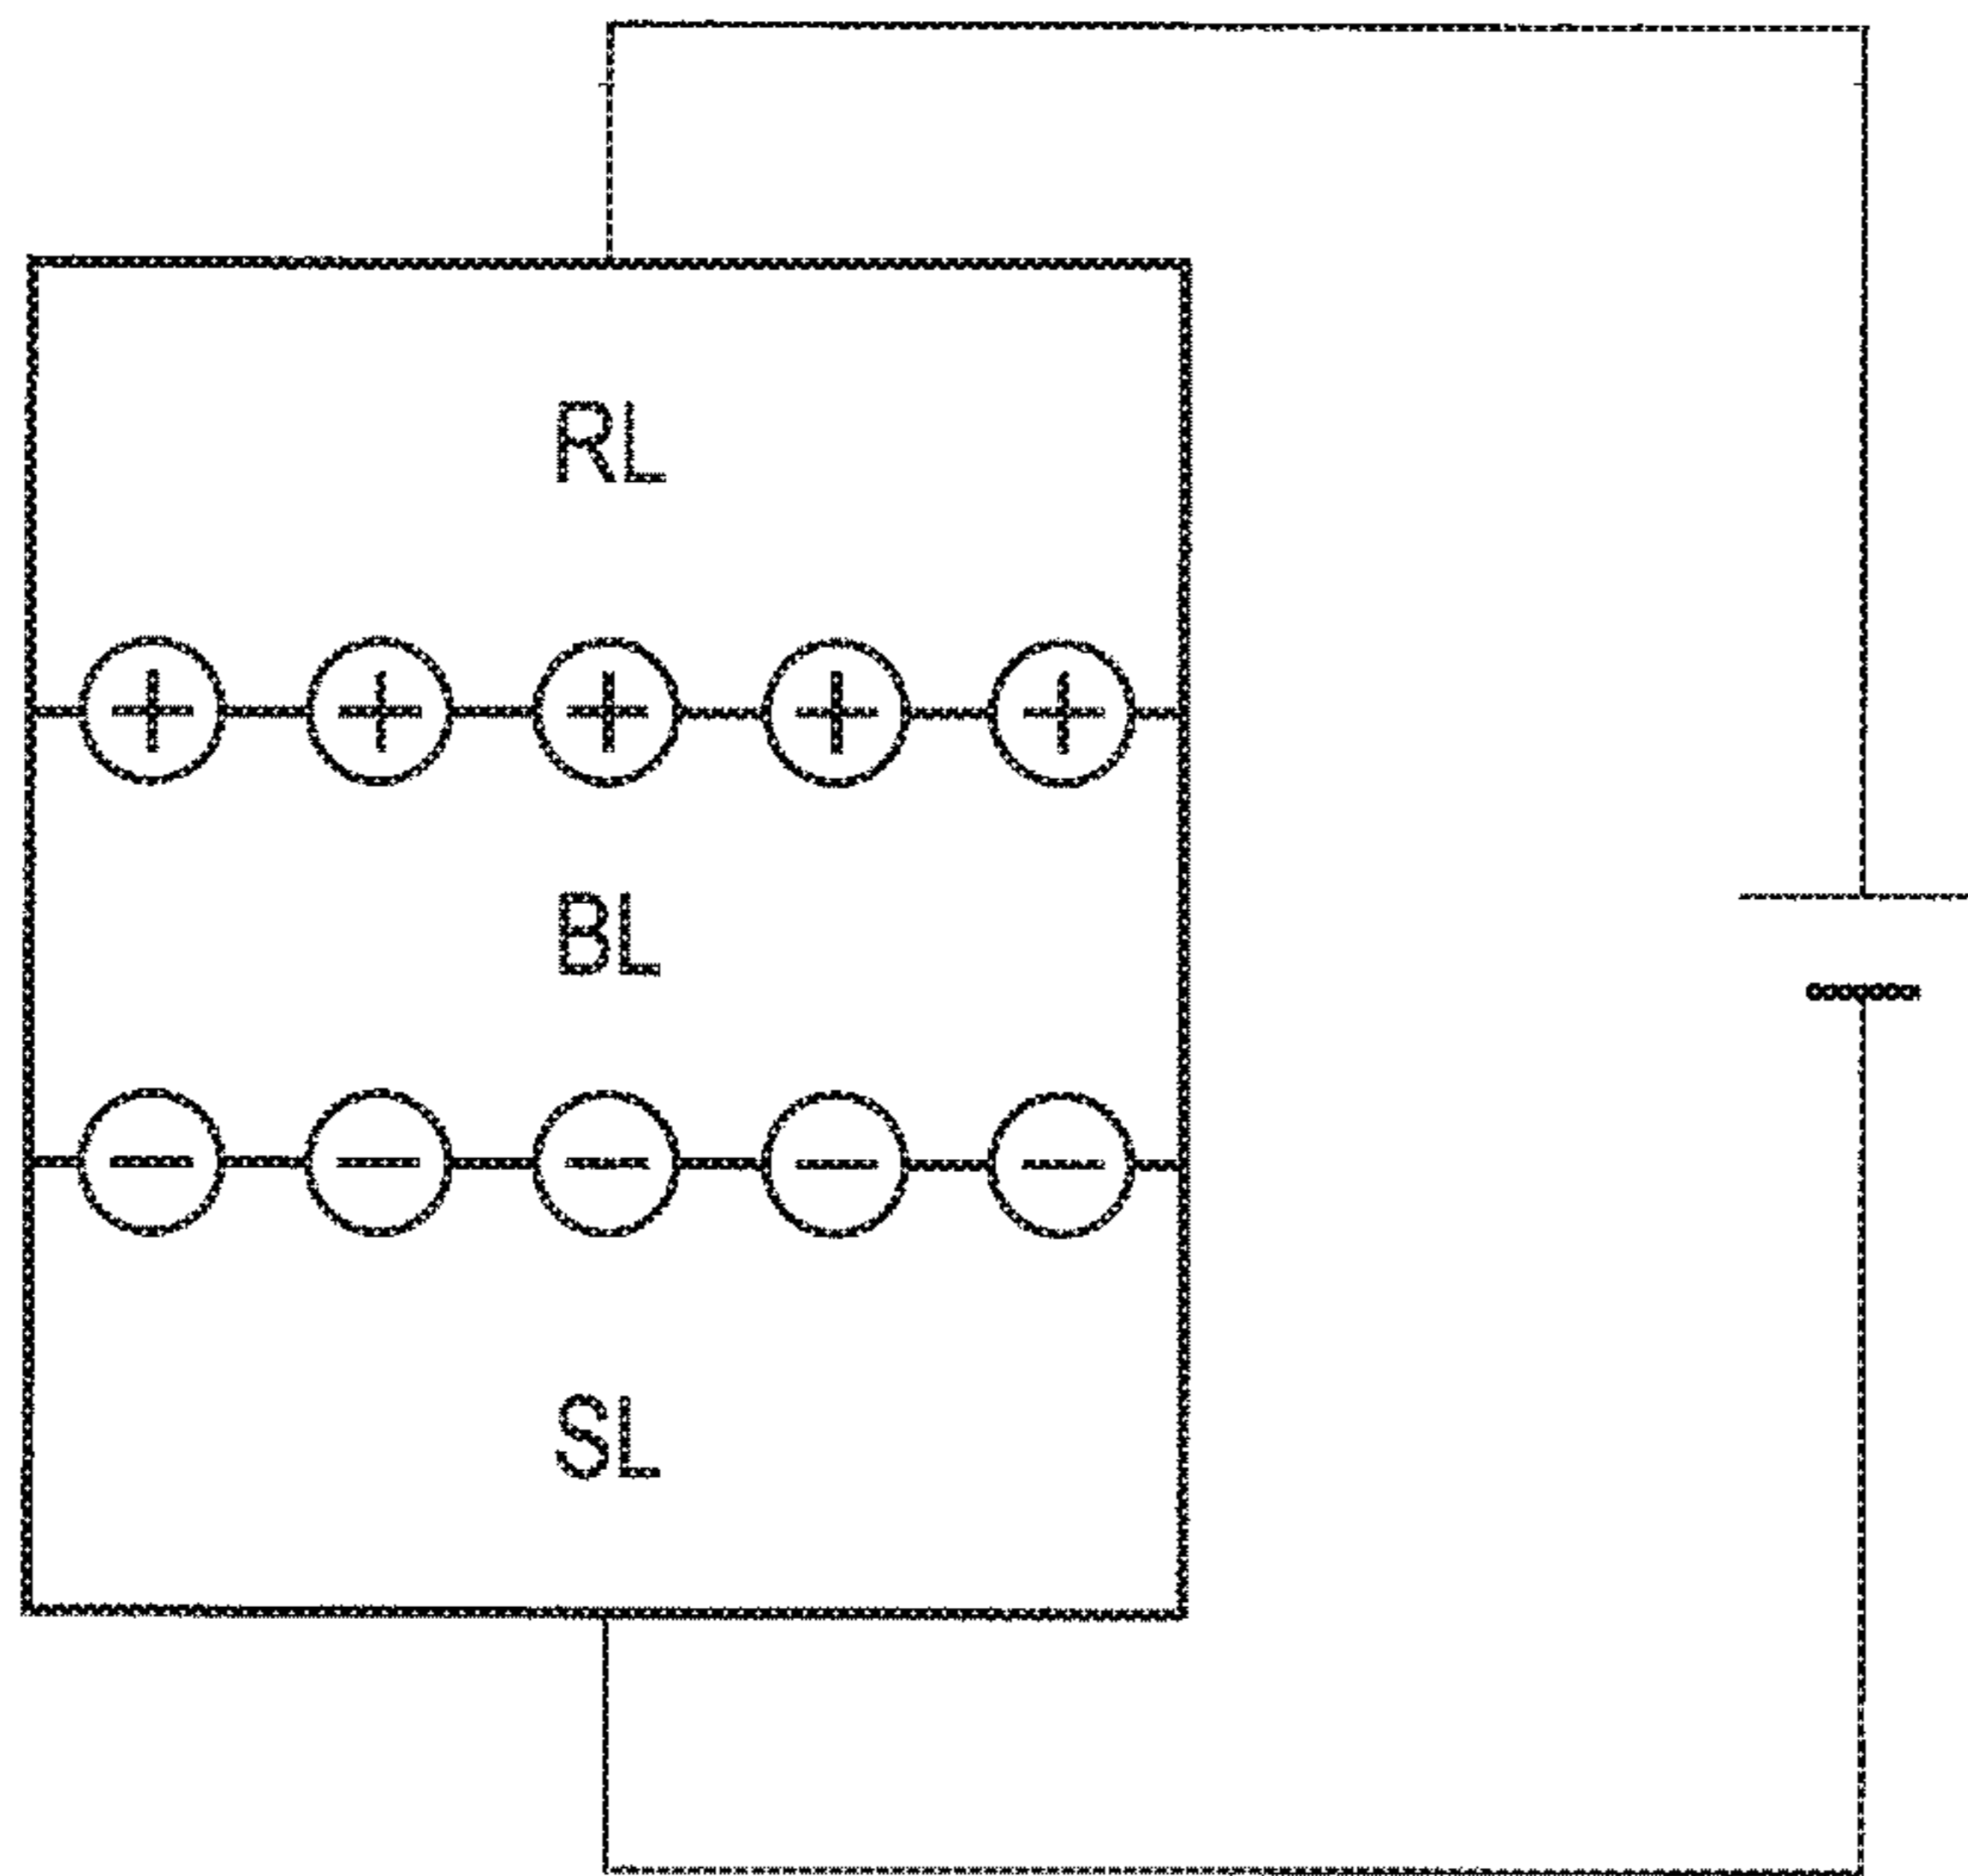 RL
+ + + + +
BL
− − − − −
SL